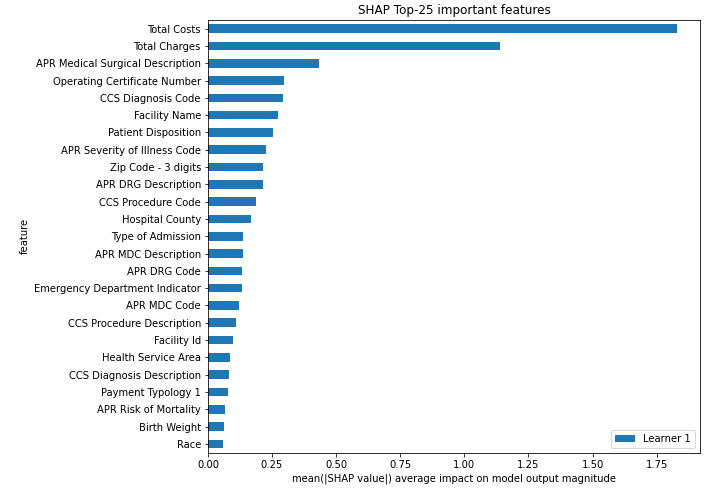 SHAP Top-25 important features
Total Costs
Total Charges
APR Medical Surgical Description
Operating Certificate Number
CCS Diagnosis Code
Facility Name
Patient Disposition
APR Severity of Illness Code
Zip Code - 3 digits
APR DRG Description
CCS Procedure Code
Hospital County
Type of Admission
APR MDC Description
APR DRG Code
Emergency Department Indicator
APR MDC Code
CCS Procedure Description
Facility Id
Health Service Area
CCS Diagnosis Description
Payment Typology 1
APR Risk of Mortality
Birth Weight
Race
feature
Learner 1
0.00 0.25 0.50 0.75 1.00 1.25 1.50 1.75
mean(|SHAP value|) average impact on model output magnitude